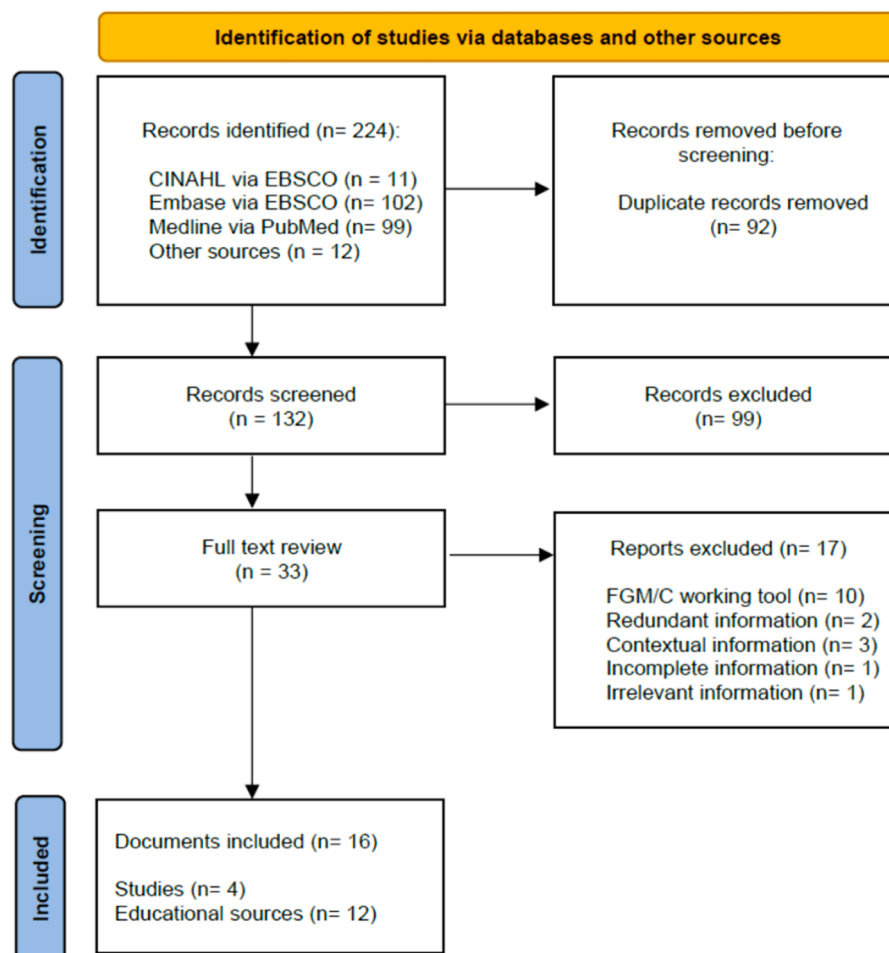 Identification of studies via databases and other sources
Identification
Records identified (n= 224):
CINAHL via EBSCO (n = 11)
Embase via EBSCO (n= 102)
Medline via PubMed (n= 99)
Other sources (n = 12)
Records removed before
screening:
Duplicate records removed
(n= 92)
Screening
Records screened
(n = 132)
Records excluded
(n= 99)
Full text review
(n = 33)
Reports excluded (n= 17)
FGM/C working tool (n= 10)
Redundant information (n= 2)
Contextual information (n= 3)
Incomplete information (n= 1)
Irrelevant information (n= 1)
Included
Documents included (n= 16)
Studies (n= 4)
Educational sources (n= 12)